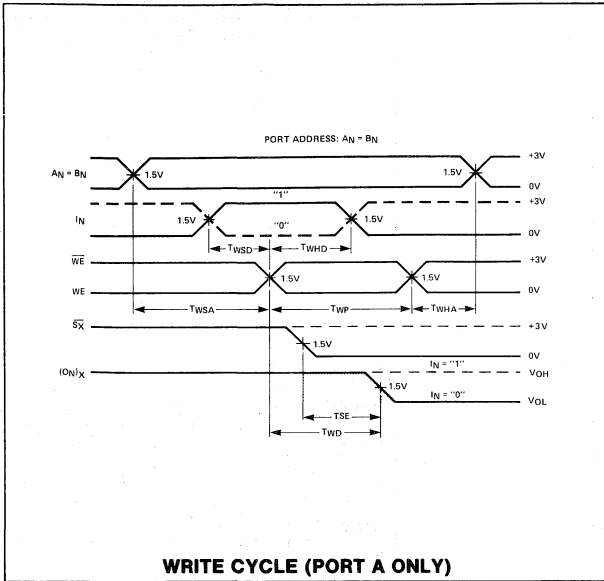 PORT ADDRESS: AN = BN
+3V
AN = BN
1.5V
1.5V
0V
"1"
+3V
IN
1.5V
"0"
1.5V
0V
TWSD
TWHD
WE
+3V
1.5V
1.5V
WE
0V
TWSA
TWP
TWHA
SX
+3V
1.5V
0V
IN = "1"
(ON)X
VOH
1.5V
IN = "0"
VOL
TSE
TWD
WRITE CYCLE (PORT A ONLY)